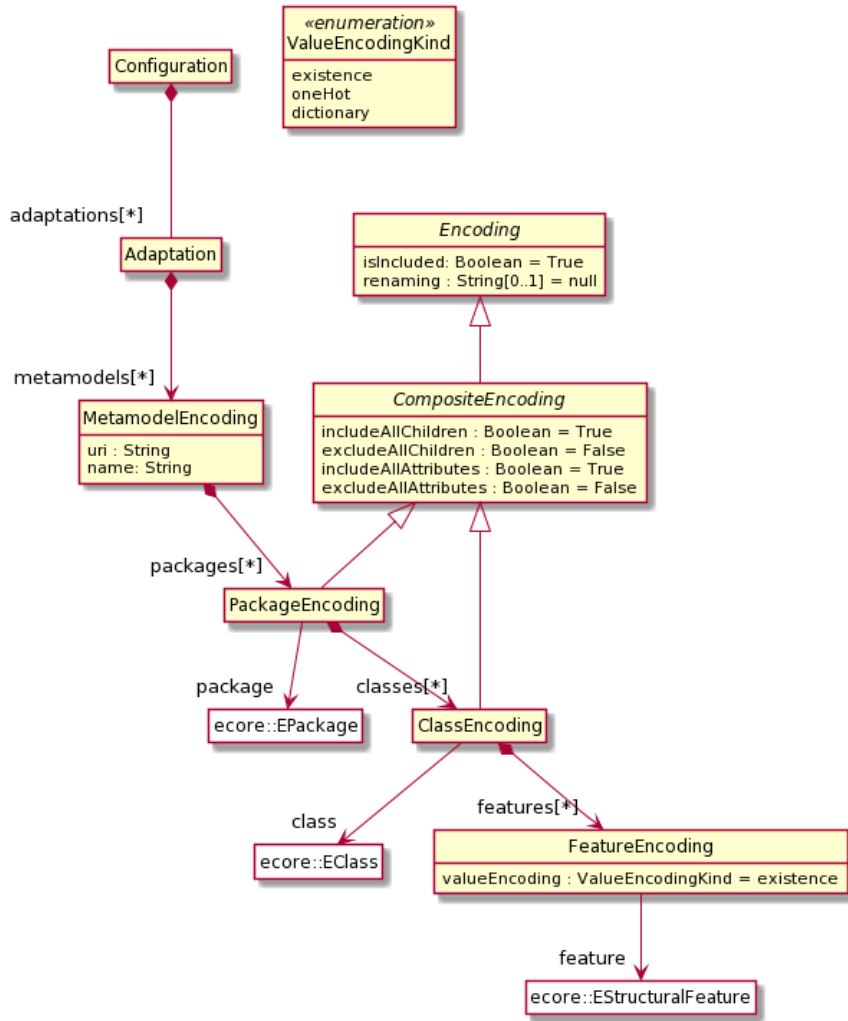 «enumeration»
ValueEncodingKind
existence
oneHot
dictionary
Configuration
adaptations[*]
Adaptation
Encoding
isIncluded: Boolean = True
renaming : String[0..1] = null
metamodels[*]
MetamodelEncoding
uri : String
name: String
CompositeEncoding
includeAllChildren : Boolean = True
excludeAllChildren : Boolean = False
includeAllAttributes : Boolean = True
excludeAllAttributes : Boolean = False
packages[*]
PackageEncoding
package
classes[*]
ecore::EPackage
ClassEncoding
class
features[*]
ecore::EClass
FeatureEncoding
valueEncoding : ValueEncodingKind = existence
feature
ecore::EStructuralFeature